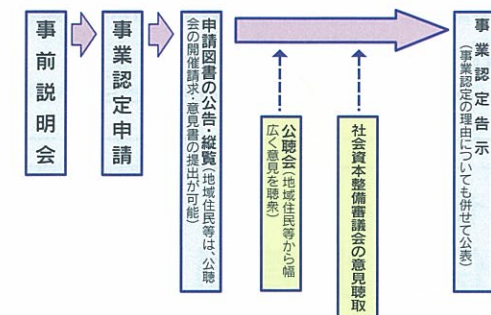 事前説明会
事業認定申請
申請図書の公告・縦覧(地域住民等は、公聴
会の開催請求・意見書の提出が可能)
公聴会(地域住民等から幅
広く意見を聴衆)
社会資本整備審議会の意見聴取
事業認定告示
(事業認定の理由についても併せて公表)